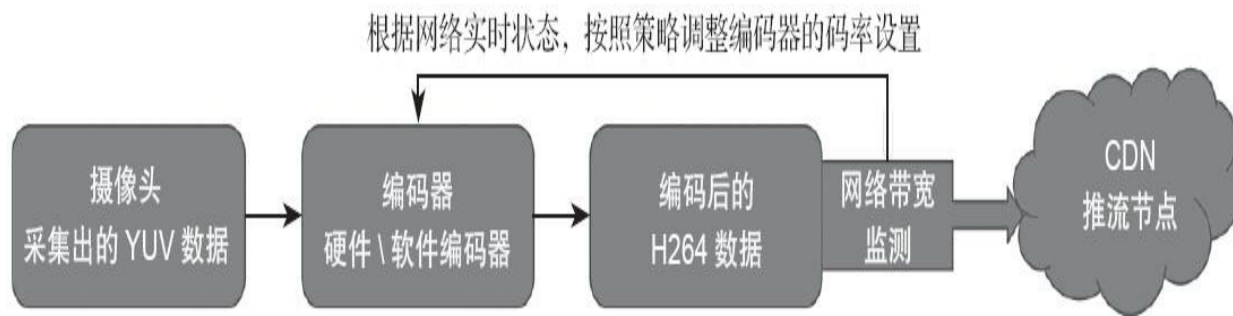 根据网络实时状态，按照策略调整编码器的码率设置
摄像头
采集出的 YUV 数据
编码器
硬件 \ 软件编码器
编码后的
H264 数据
网络带宽
监测
CDN
推流节点